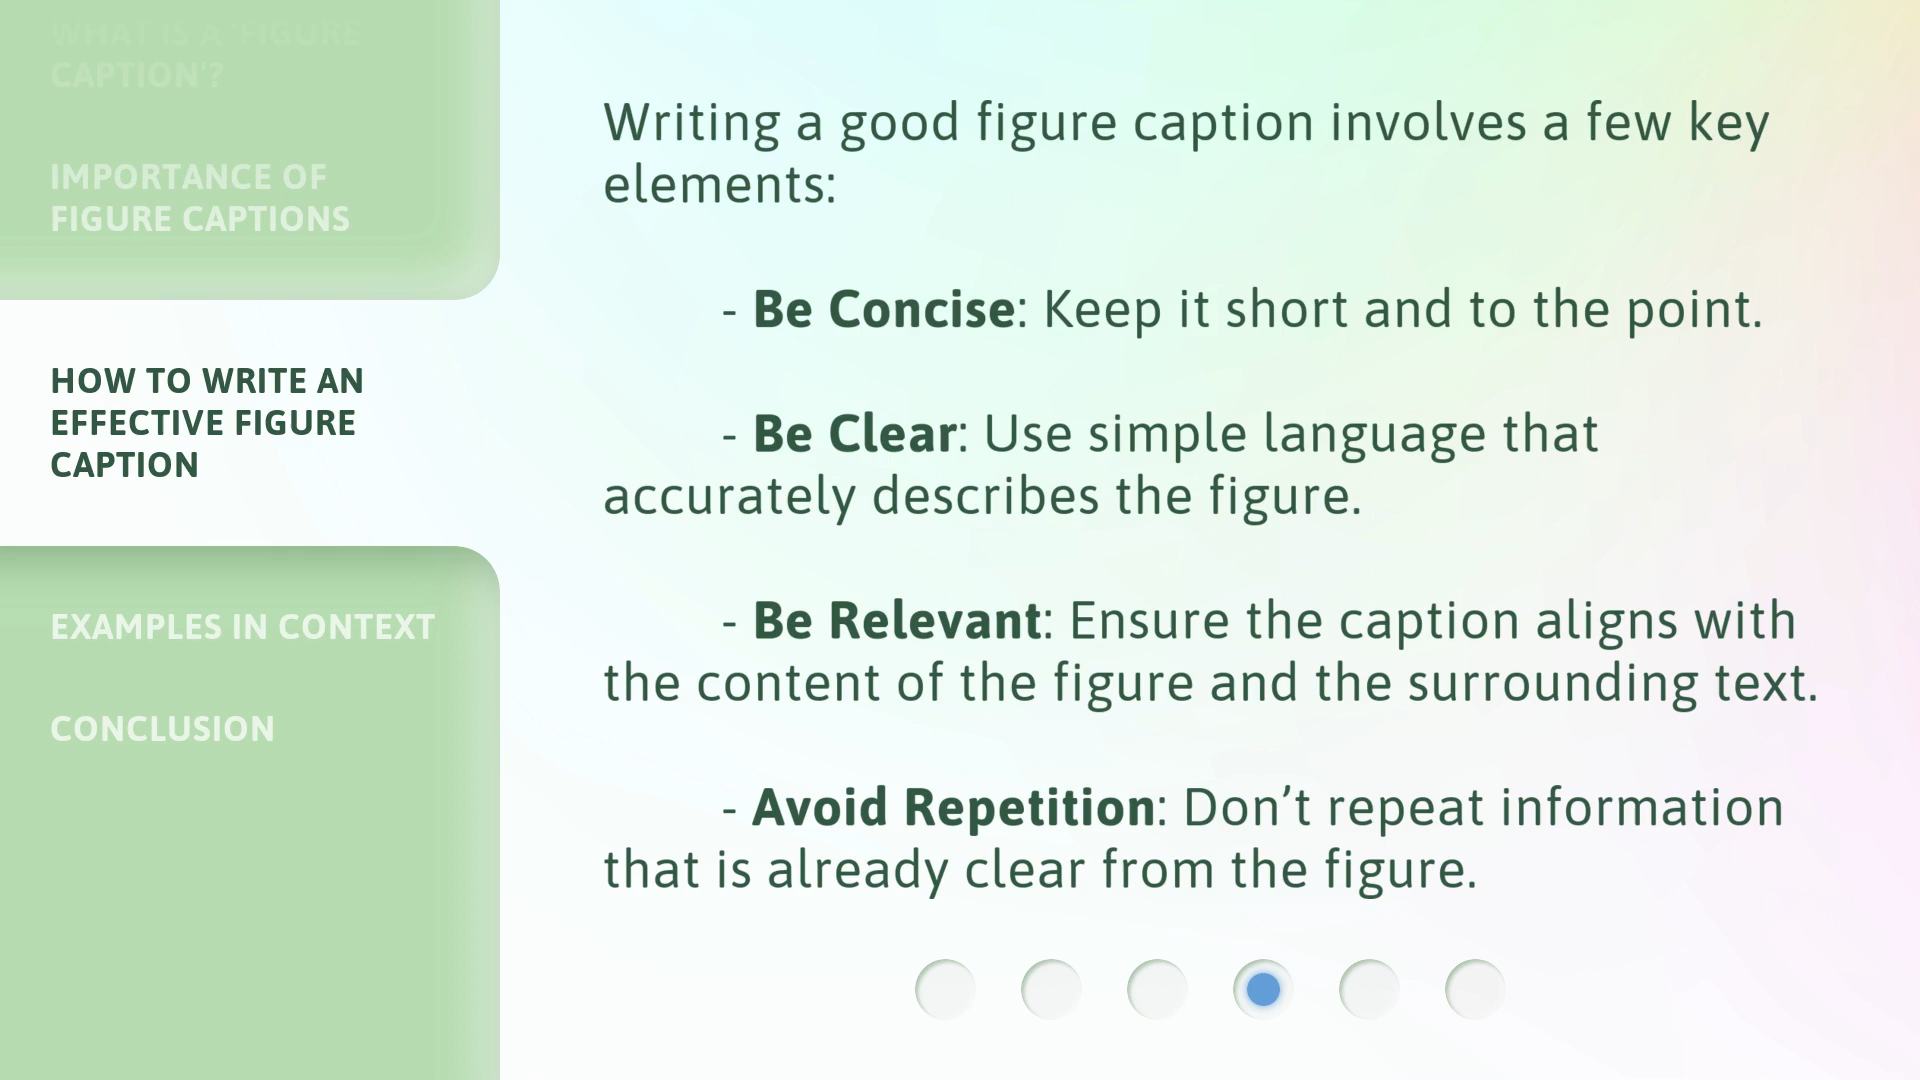 WHAT IS A 'FIGURE
CAPTION'?
IMPORTANCE OF
FIGURE CAPTIONS
HOW TO WRITE AN
EFFECTIVE FIGURE
CAPTION
EXAMPLES IN CONTEXT
CONCLUSION
Writing a good figure caption involves a few key
elements:
- Be Concise: Keep it short and to the point.
- Be Clear: Use simple language that
accurately describes the figure.
- Be Relevant: Ensure the caption aligns with
the content of the figure and the surrounding text.
- Avoid Repetition: Don’t repeat information
that is already clear from the figure.